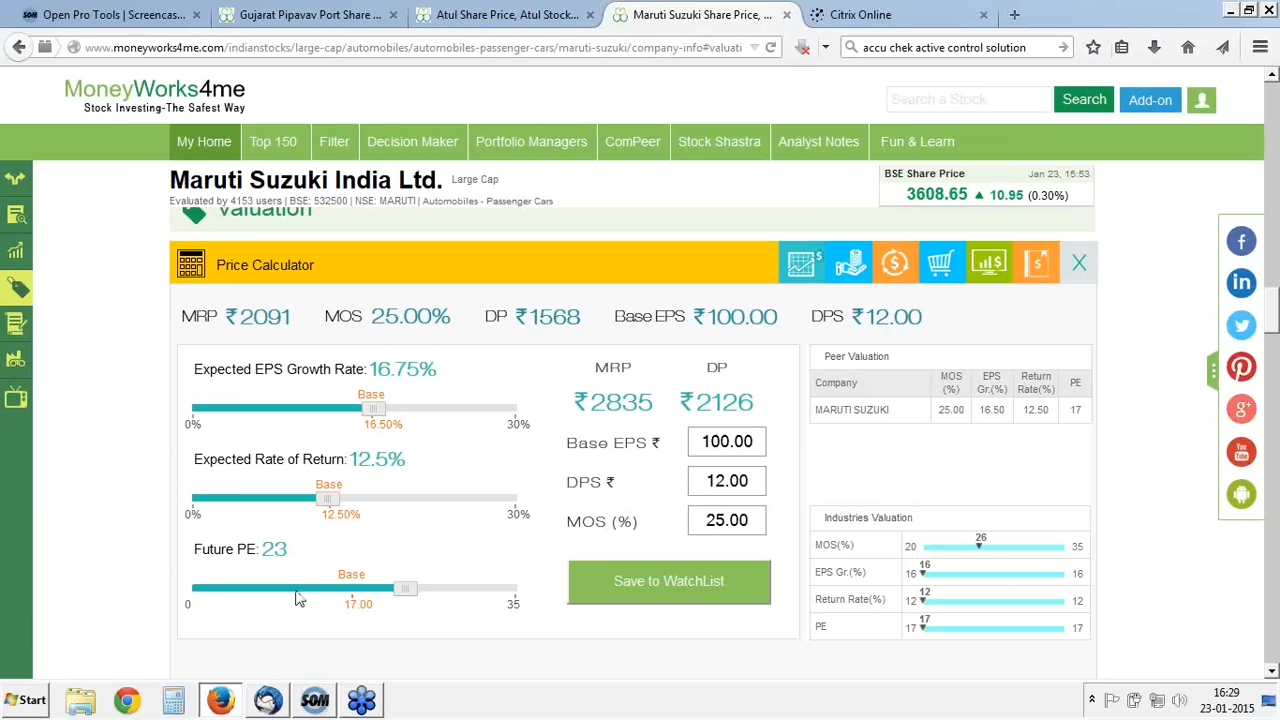 Open Pro Tools | Screencas...
Gujarat Pipavav Port Share ...
Atul Share Price, Atul Stock...
Maruti Suzuki Share Price, ...
Citrix Online
www.moneyworks4me.com/indianstocks/large-cap/automobiles/automobiles-passenger-cars/maruti-suzuki/company-info#valuati
accu chek active control solution
MoneyWorks4me
Stock Investing-The Safest Way
Search a Stock
Search
Add-on
My Home
Top 150
Filter
Decision Maker
Portfolio Managers
ComPeer
Stock Shastra
Analyst Notes
Fun & Learn
Maruti Suzuki India Ltd. Large Cap
Evaluated by 4153 users | BSE: 532500 | NSE: MARUTI | Automobiles - Passenger Cars
BSE Share Price Jan 23, 15:53
3608.65 ▲ 10.95 (0.30%)
Valuation
Price Calculator
X
MRP ₹2091 MOS 25.00% DP ₹1568 Base EPS ₹100.00 DPS ₹12.00
Expected EPS Growth Rate: 16.75%
Base
0% 16.50% 30%
Expected Rate of Return: 12.5%
Base
0% 12.50% 30%
Future PE: 23
Base
0 17.00 35
MRP DP
₹2835 ₹2126
Base EPS ₹ 100.00
DPS ₹ 12.00
MOS (%) 25.00
Save to WatchList
Peer Valuation
Company MOS (%) EPS Gr.(%) Return Rate(%) PE
MARUTI SUZUKI 25.00 16.50 12.50 17
Industries Valuation
MOS(%) 20 26 35
EPS Gr.(%) 16 16 16
Return Rate(%) 12 12 12
PE 17 17 17
Start
SOM
16:29
23-01-2015